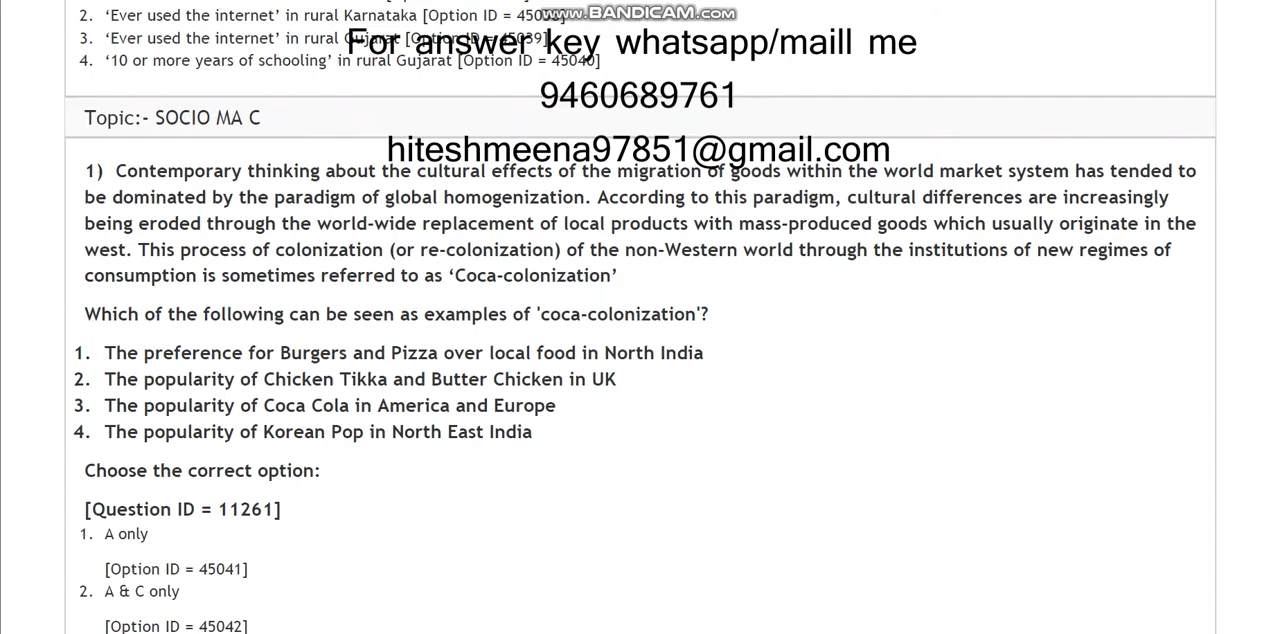 2. ‘Ever used the internet’ in rural Karnataka [Option ID =
www.BANDICAM.com
3. ‘Ever used the internet’ in rural Gujarat [Option ID = 45039]
For answer key whatsapp/maill me
4. ‘10 or more years of schooling’ in rural Gujarat [Option ID = 45040]
9460689761
Topic:- SOCIO MA C
hiteshmeena97851@gmail.com
1) Contemporary thinking about the cultural effects of the migration of goods within the world market system has tended to
be dominated by the paradigm of global homogenization. According to this paradigm, cultural differences are increasingly
being eroded through the world-wide replacement of local products with mass-produced goods which usually originate in the
west. This process of colonization (or re-colonization) of the non-Western world through the institutions of new regimes of
consumption is sometimes referred to as ‘Coca-colonization’
Which of the following can be seen as examples of 'coca-colonization'?
1. The preference for Burgers and Pizza over local food in North India
2. The popularity of Chicken Tikka and Butter Chicken in UK
3. The popularity of Coca Cola in America and Europe
4. The popularity of Korean Pop in North East India
Choose the correct option:
[Question ID = 11261]
1. A only
[Option ID = 45041]
2. A & C only
[Option ID = 45042]